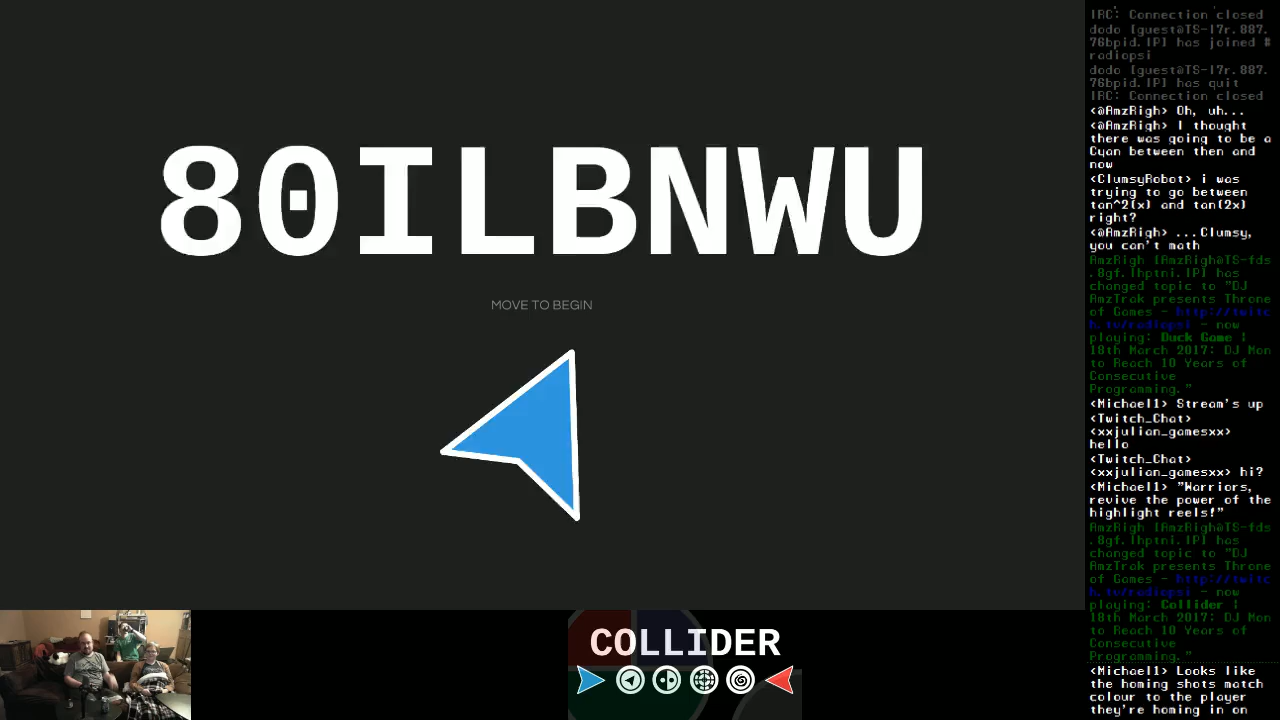 80ILBNWU
MOVE TO BEGIN
COLLIDER
IRC: Connection closed
dodo [guest@TS-l7r.887.
76bpid.IP] has joined #
radiopsi
dodo [guest@TS-l7r.887.
76bpid.IP] has quit
IRC: Connection closed
<@AmzRigh> Oh, uh...
<@AmzRigh> I thought
there was going to be a
Cyan between then and
now
<ClumsyRobot> i was
trying to go between
tan^2(x) and tan(2x)
right?
<@AmzRigh> ...Clumsy,
you can't math
AmzRigh [AmzRigh@TS-fds
.8gf.lhptni.IP] has
changed topic to "DJ
AmzTrak presents Throne
of Games - http://twitc
h.tv/radiopsi - now
playing: Duck Game |
18th March 2017: DJ Mon
to Reach 10 Years of
Consecutive
Programming."
<Michael1> Stream's up
<Twitch_Chat>
<xxjulian_gamesxx>
hello
<Twitch_Chat>
<xxjulian_gamesxx> hi?
<Michael1> "Warriors,
revive the power of the
highlight reels!"
AmzRigh [AmzRigh@TS-fds
.8gf.lhptni.IP] has
changed topic to "DJ
AmzTrak presents Throne
of Games - http://twitc
h.tv/radiopsi - now
playing: Collider |
18th March 2017: DJ Mon
to Reach 10 Years of
Consecutive
Programming."
<Michael1> Looks like
the homing shots match
colour to the player
they're homing in on